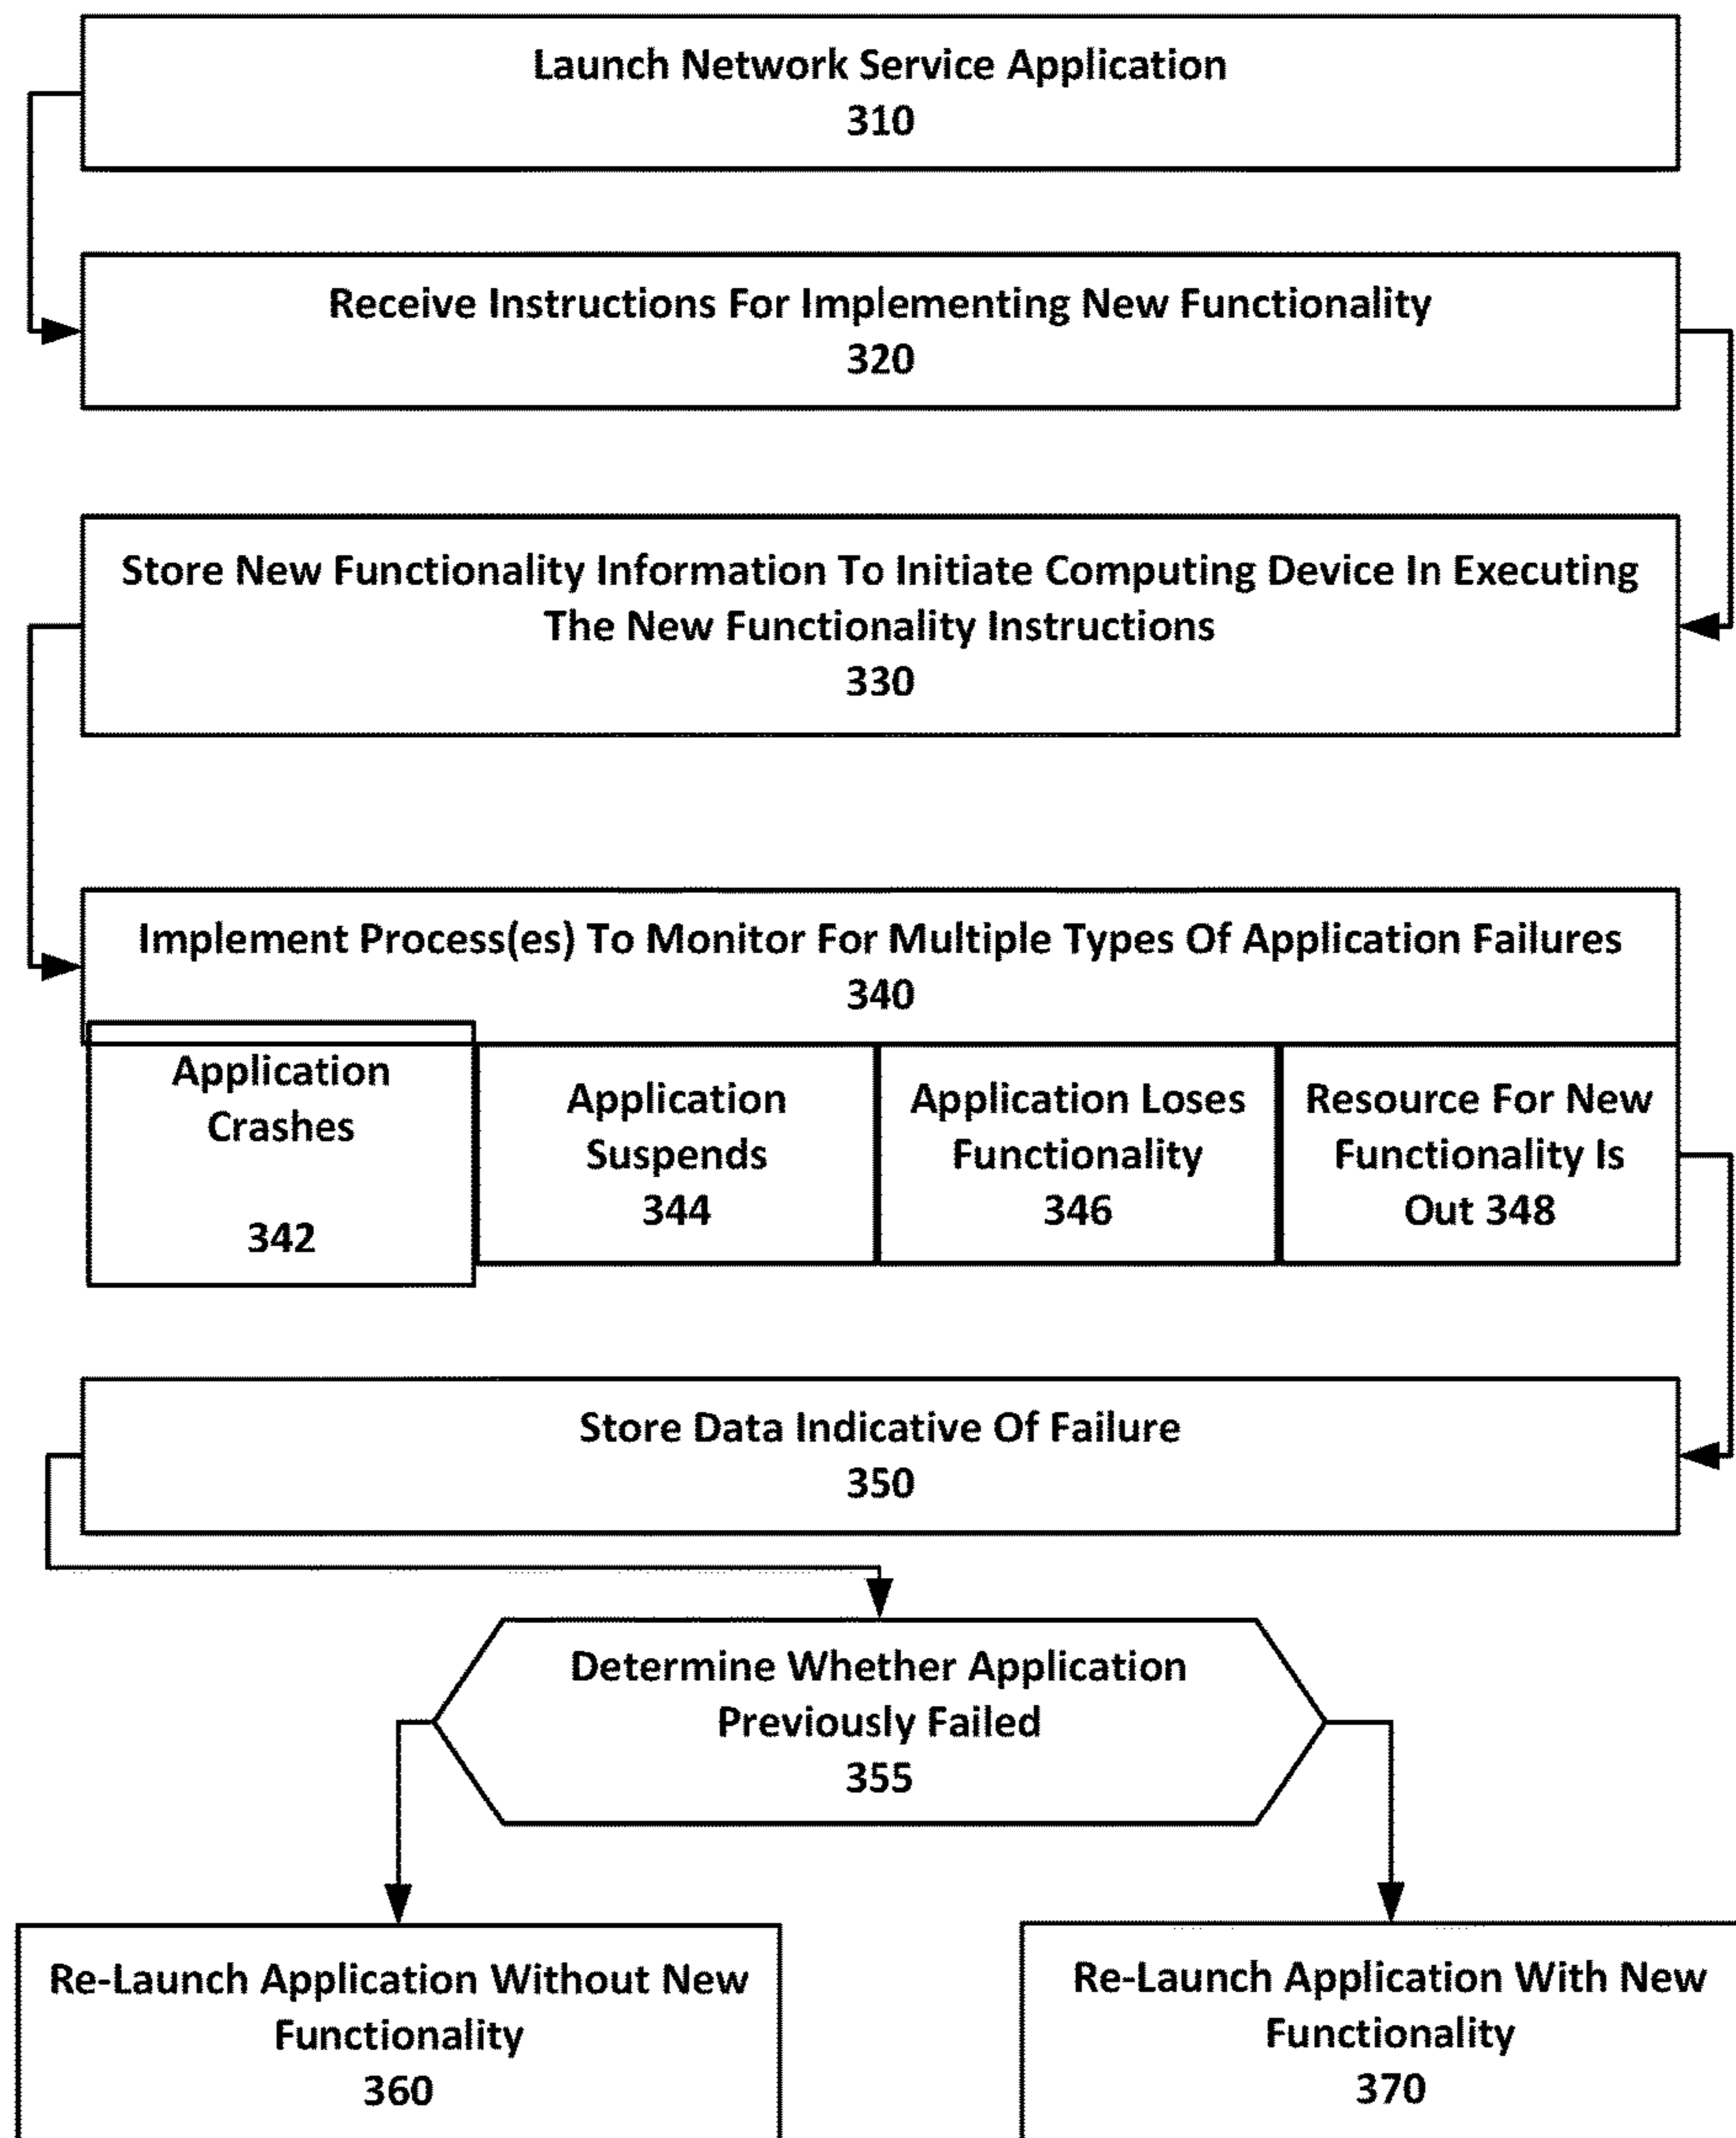 Launch Network Service Application
310
Receive Instructions For Implementing New Functionality
320
Store New Functionality Information To Initiate Computing Device In Executing
The New Functionality Instructions
330
Implement Process(es) To Monitor For Multiple Types Of Application Failures
340
Application
Crashes
342
Application
Suspends
344
Application Loses
Functionality
346
Resource For New
Functionality Is
Out 348
Store Data Indicative Of Failure
350
Determine Whether Application
Previously Failed
355
Re-Launch Application Without New
Functionality
360
Re-Launch Application With New
Functionality
370